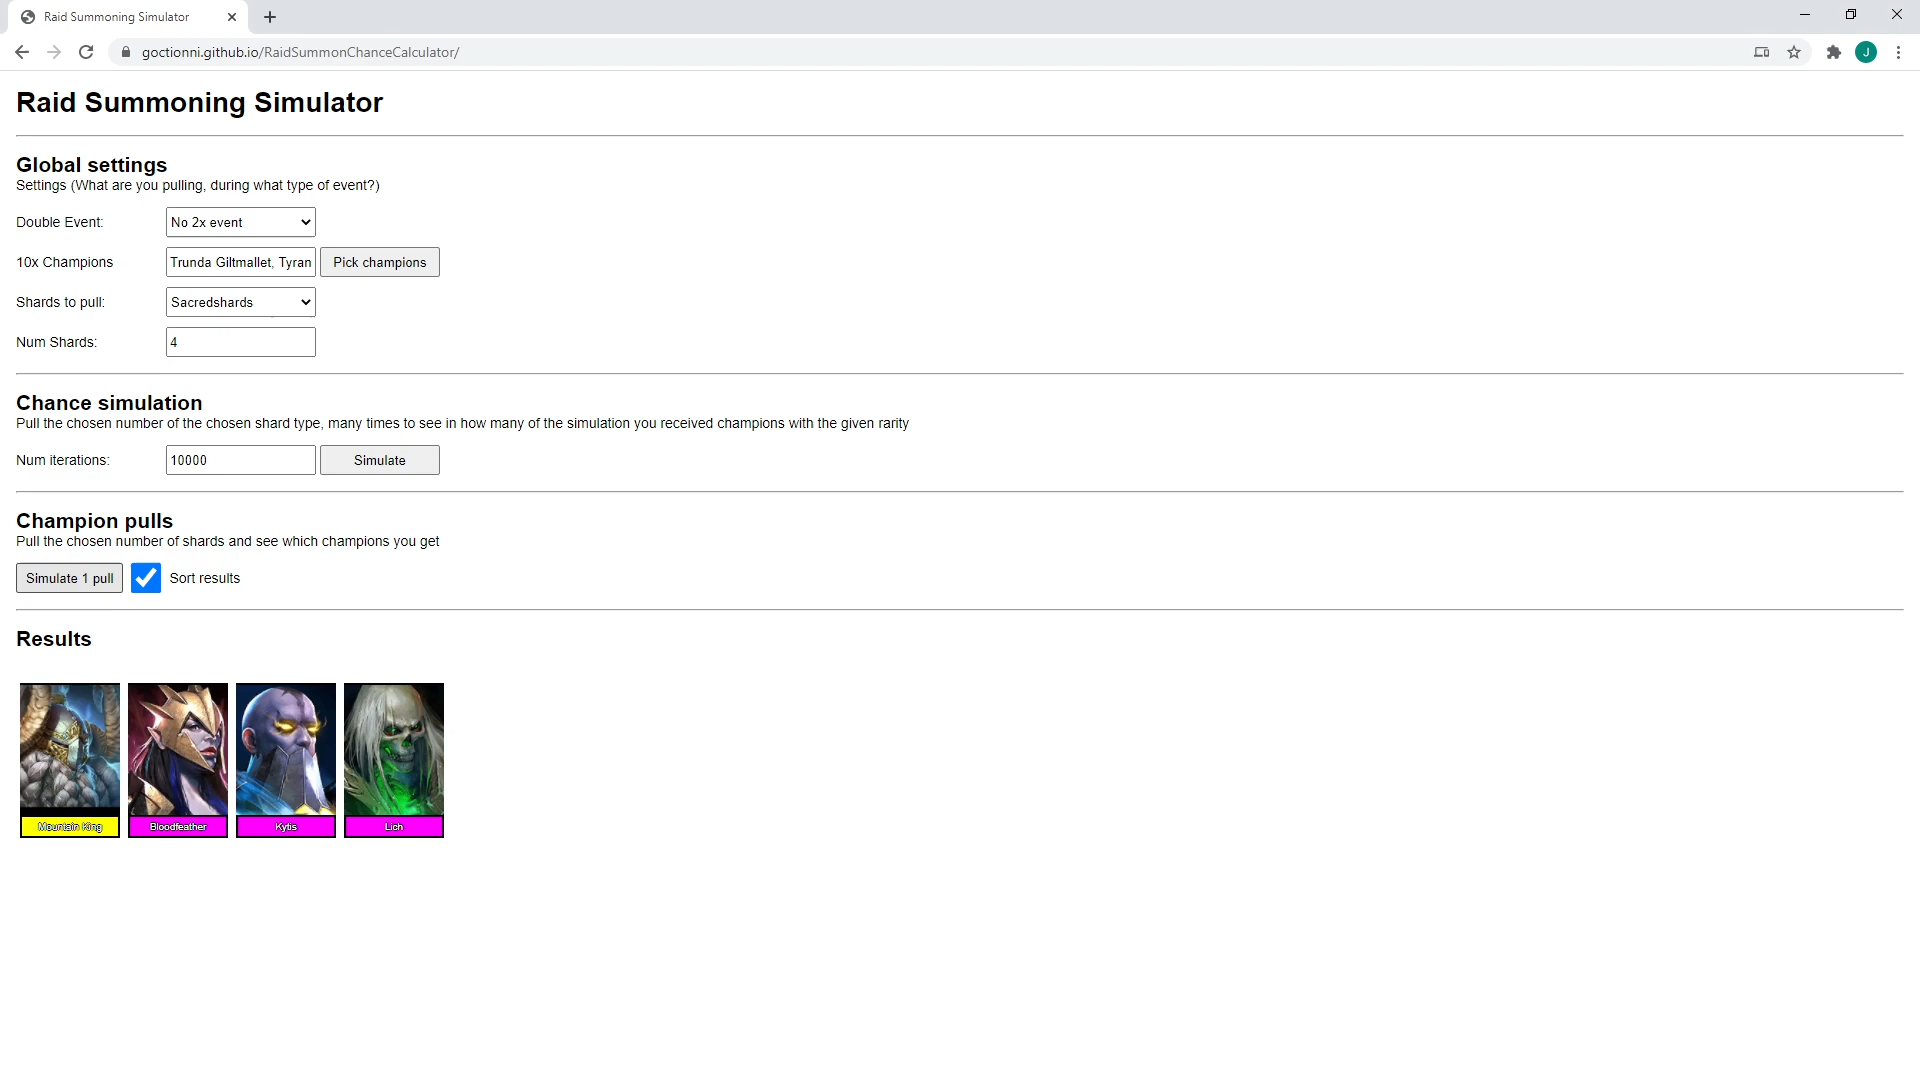 Raid Summoning Simulator
goctionni.github.io/RaidSummonChanceCalculator/
J
Raid Summoning Simulator
Global settings
Settings (What are you pulling, during what type of event?)
Double Event: No 2x event
10x Champions Trunda Giltmallet, Tyran Pick champions
Shards to pull: Sacredshards
Num Shards: 4
Chance simulation
Pull the chosen number of the chosen shard type, many times to see in how many of the simulation you received champions with the given rarity
Num iterations: 10000 Simulate
Champion pulls
Pull the chosen number of shards and see which champions you get
Simulate 1 pull Sort results
Results
Mountain King Bloodfeather Kytis Lich